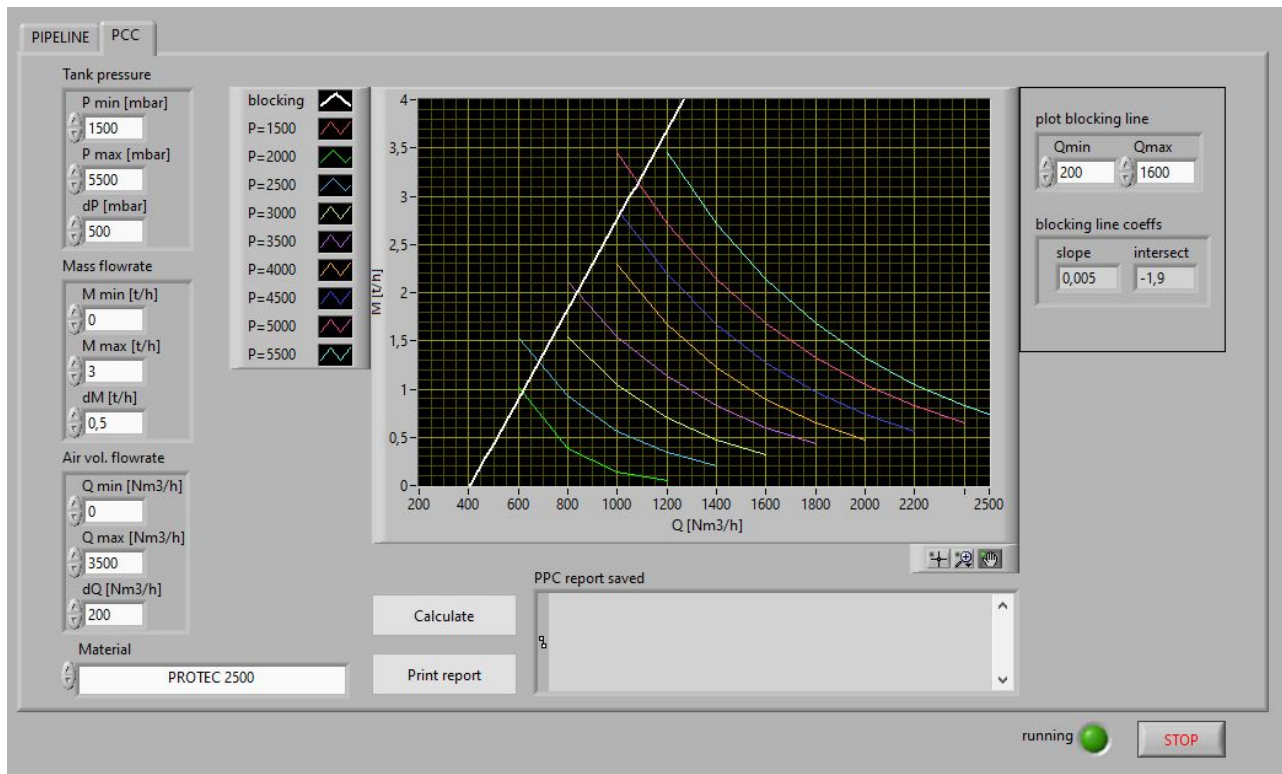 PIPELINE PCC
Tank pressure
P min [mbar]
1500
P max [mbar]
5500
dP [mbar]
500
Mass flowrate
M min [t/h]
0
M max [t/h]
3
dM [t/h]
0,5
Air vol. flowrate
Q min [Nm3/h]
0
Q max [Nm3/h]
3500
dQ [Nm3/h]
200
Material
PROTEC 2500
blocking
P=1500
P=2000
P=2500
P=3000
P=3500
P=4000
P=4500
P=5000
P=5500
M [t/h]
4
3,5
3
2,5
2
1,5
1
0,5
0
200 400 600 800 1000 1200 1400 1600 1800 2000 2200 2500
Q [Nm3/h]
plot blocking line
Qmin Qmax
200 1600
blocking line coeffs
slope intersect
0,005 -1,9
Calculate
Print report
PPC report saved
running
STOP